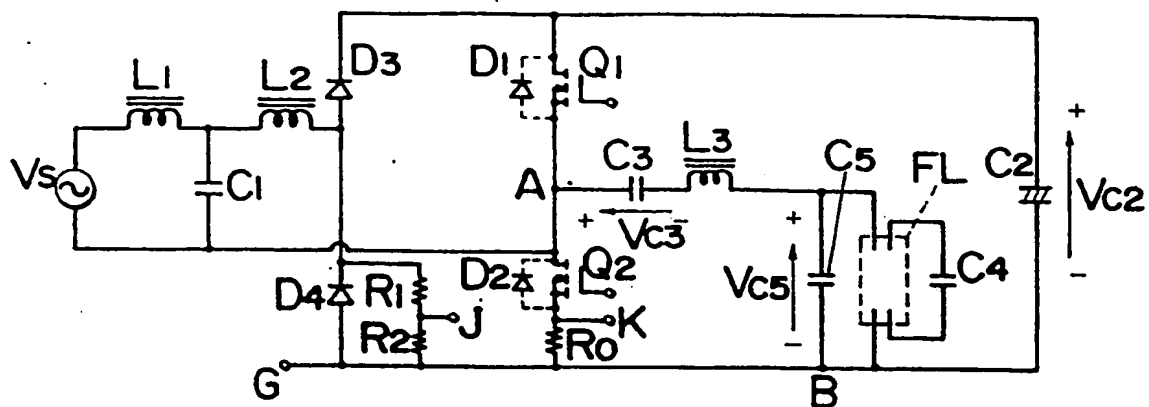 D3
D1
Q1
L1
L2
L3
C3
C5
FL
C2
+
VC2
−
VS
C1
A
+
VC3
−
+
VC5
−
C4
D2
Q2
D4
R1
J
K
R2
R0
G
B